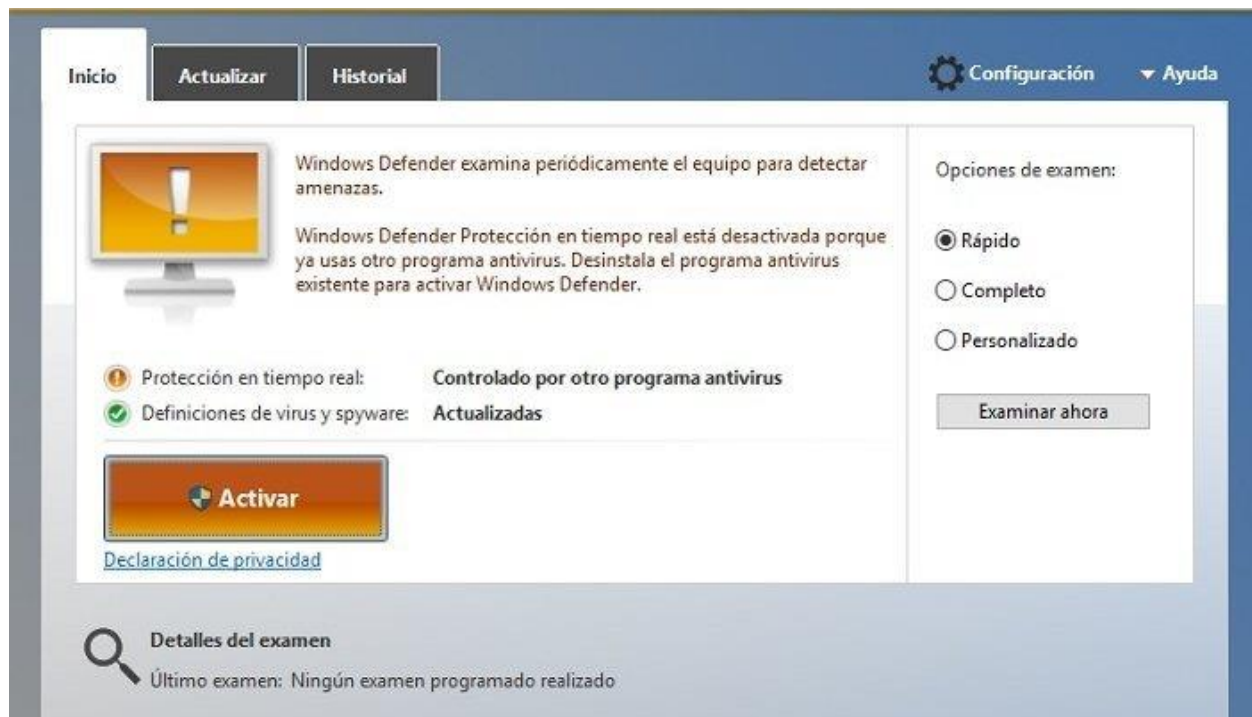 Inicio
Actualizar
Historial
Configuración
Ayuda
Windows Defender examina periódicamente el equipo para detectar
amenazas.
Windows Defender Protección en tiempo real está desactivada porque
ya usas otro programa antivirus. Desinstala el programa antivirus
existente para activar Windows Defender.
Protección en tiempo real: Controlado por otro programa antivirus
Definiciones de virus y spyware: Actualizadas
Activar
Declaración de privacidad
Opciones de examen:
Rápido
Completo
Personalizado
Examinar ahora
Detalles del examen
Último examen: Ningún examen programado realizado